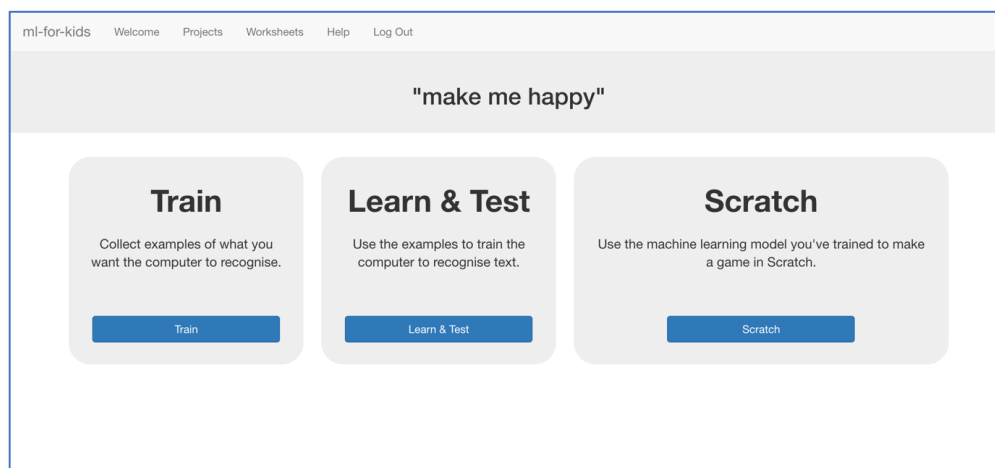 ml-for-kids Welcome Projects Worksheets Help Log Out
"make me happy"
Train
Collect examples of what you
want the computer to recognise.
Train
Learn & Test
Use the examples to train the
computer to recognise text.
Learn & Test
Scratch
Use the machine learning model you've trained to make
a game in Scratch.
Scratch